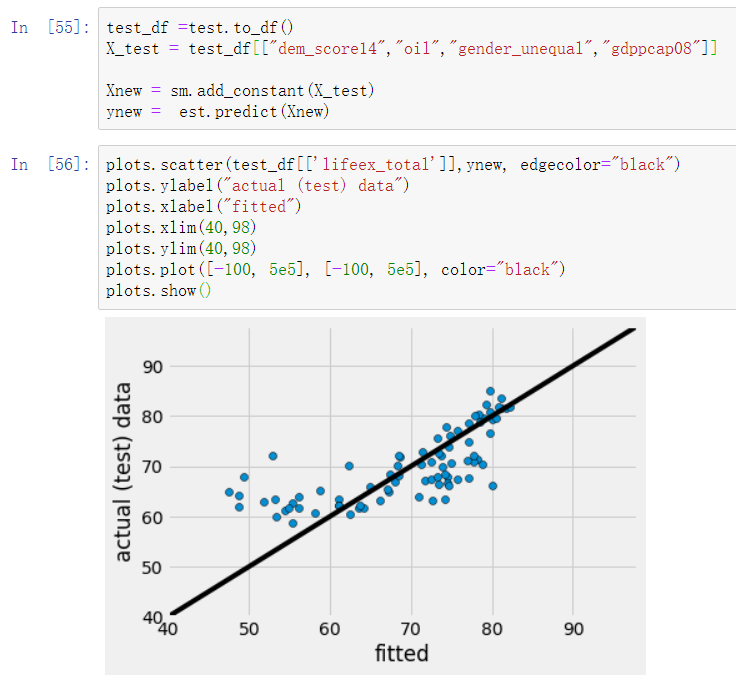 In [55]: test_df =test.to_df()
X_test = test_df[["dem_score14","oil","gender_unequal","gdppcap08"]]
Xnew = sm.add_constant(X_test)
ynew =  est.predict(Xnew)
In [56]: plots.scatter(test_df[['lifeex_total']],ynew, edgecolor="black")
plots.ylabel("actual (test) data")
plots.xlabel("fitted")
plots.xlim(40,98)
plots.ylim(40,98)
plots.plot([-100, 5e5], [-100, 5e5], color="black")
plots.show()
actual (test) data
90
80
70
60
50
40
40 50 60 70 80 90
fitted